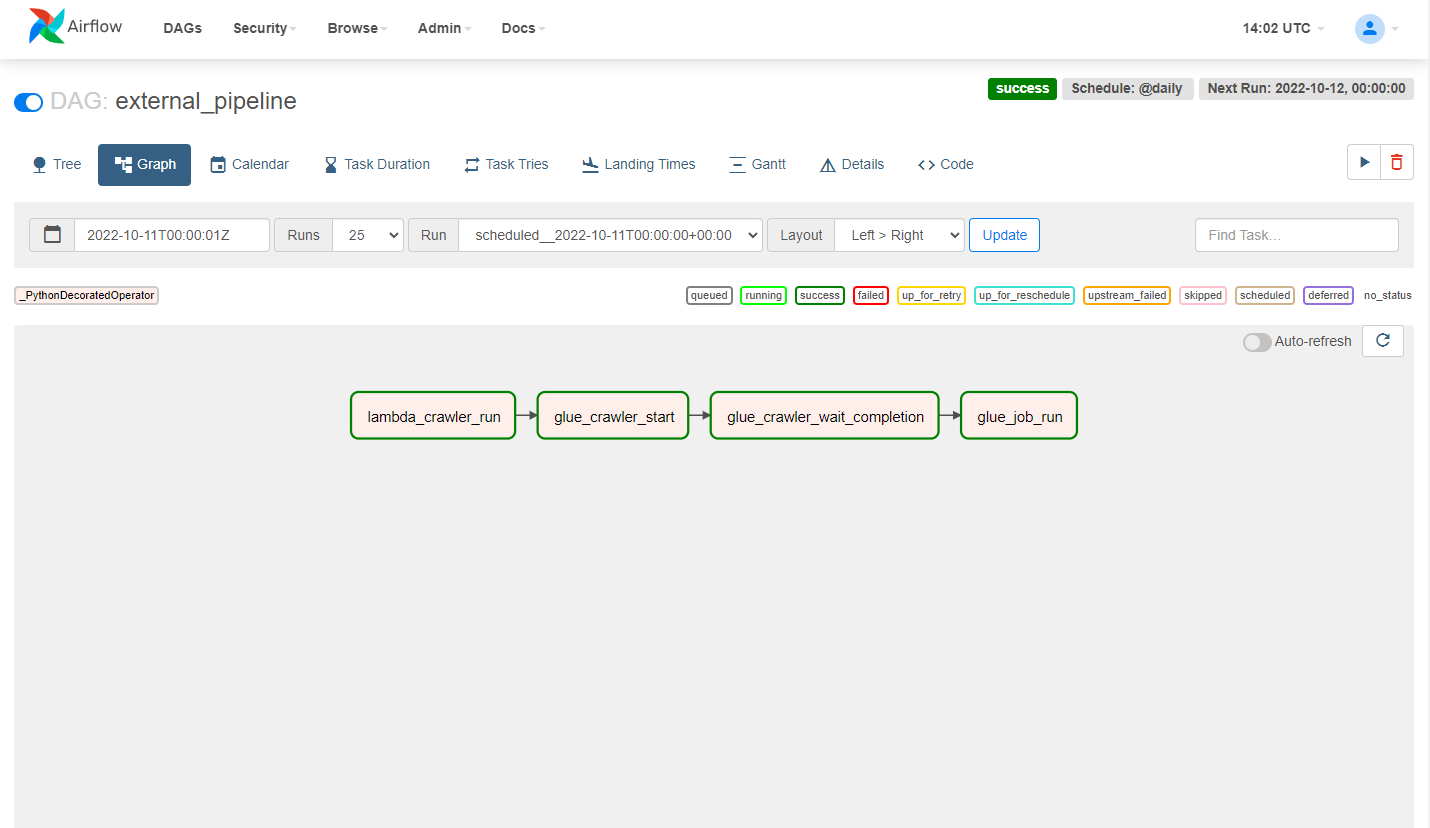 Airflow DAGs Security Browse Admin Docs 14:02 UTC
DAG: external_pipeline success Schedule: @daily Next Run: 2022-10-12, 00:00:00
Tree Graph Calendar Task Duration Task Tries Landing Times Gantt Details Code
2022-10-11T00:00:01Z Runs 25 Run scheduled__2022-10-11T00:00:00+00:00 Layout Left > Right Update Find Task...
_PythonDecoratedOperator queued running success failed up_for_retry up_for_reschedule upstream_failed skipped scheduled deferred no_status
Auto-refresh
lambda_crawler_run glue_crawler_start glue_crawler_wait_completion glue_job_run